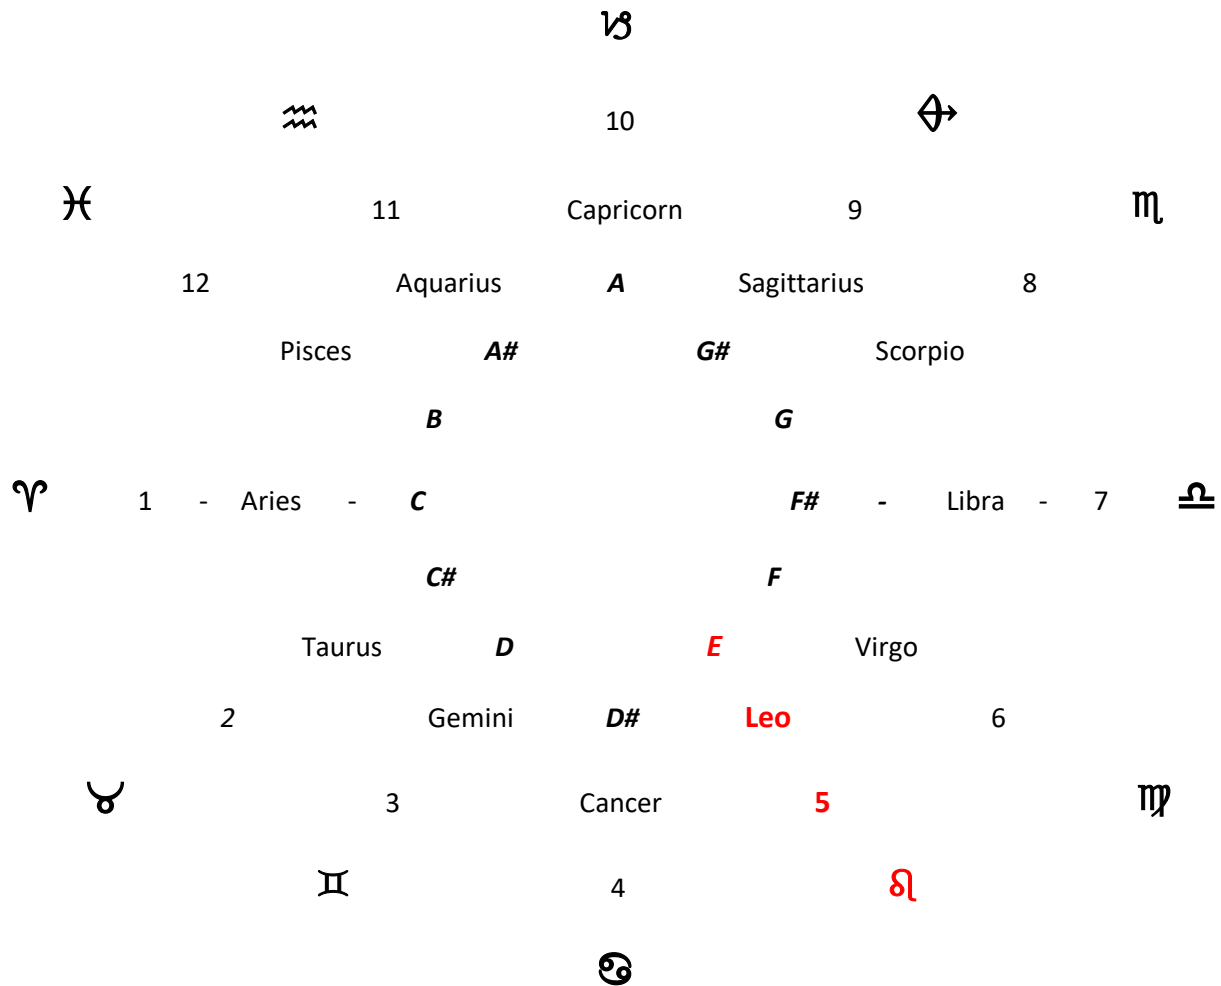 ♑
♒ 10 ♐
♓ 11 Capricorn 9 ♏
12 Aquarius A Sagittarius 8
Pisces A# G# Scorpio
B G
♈ 1 - Aries - C F# - Libra - 7 ♎
C# F
Taurus D E Virgo
2 Gemini D# Leo 6
♉ 3 Cancer 5 ♍
♊ 4 ♌
♋